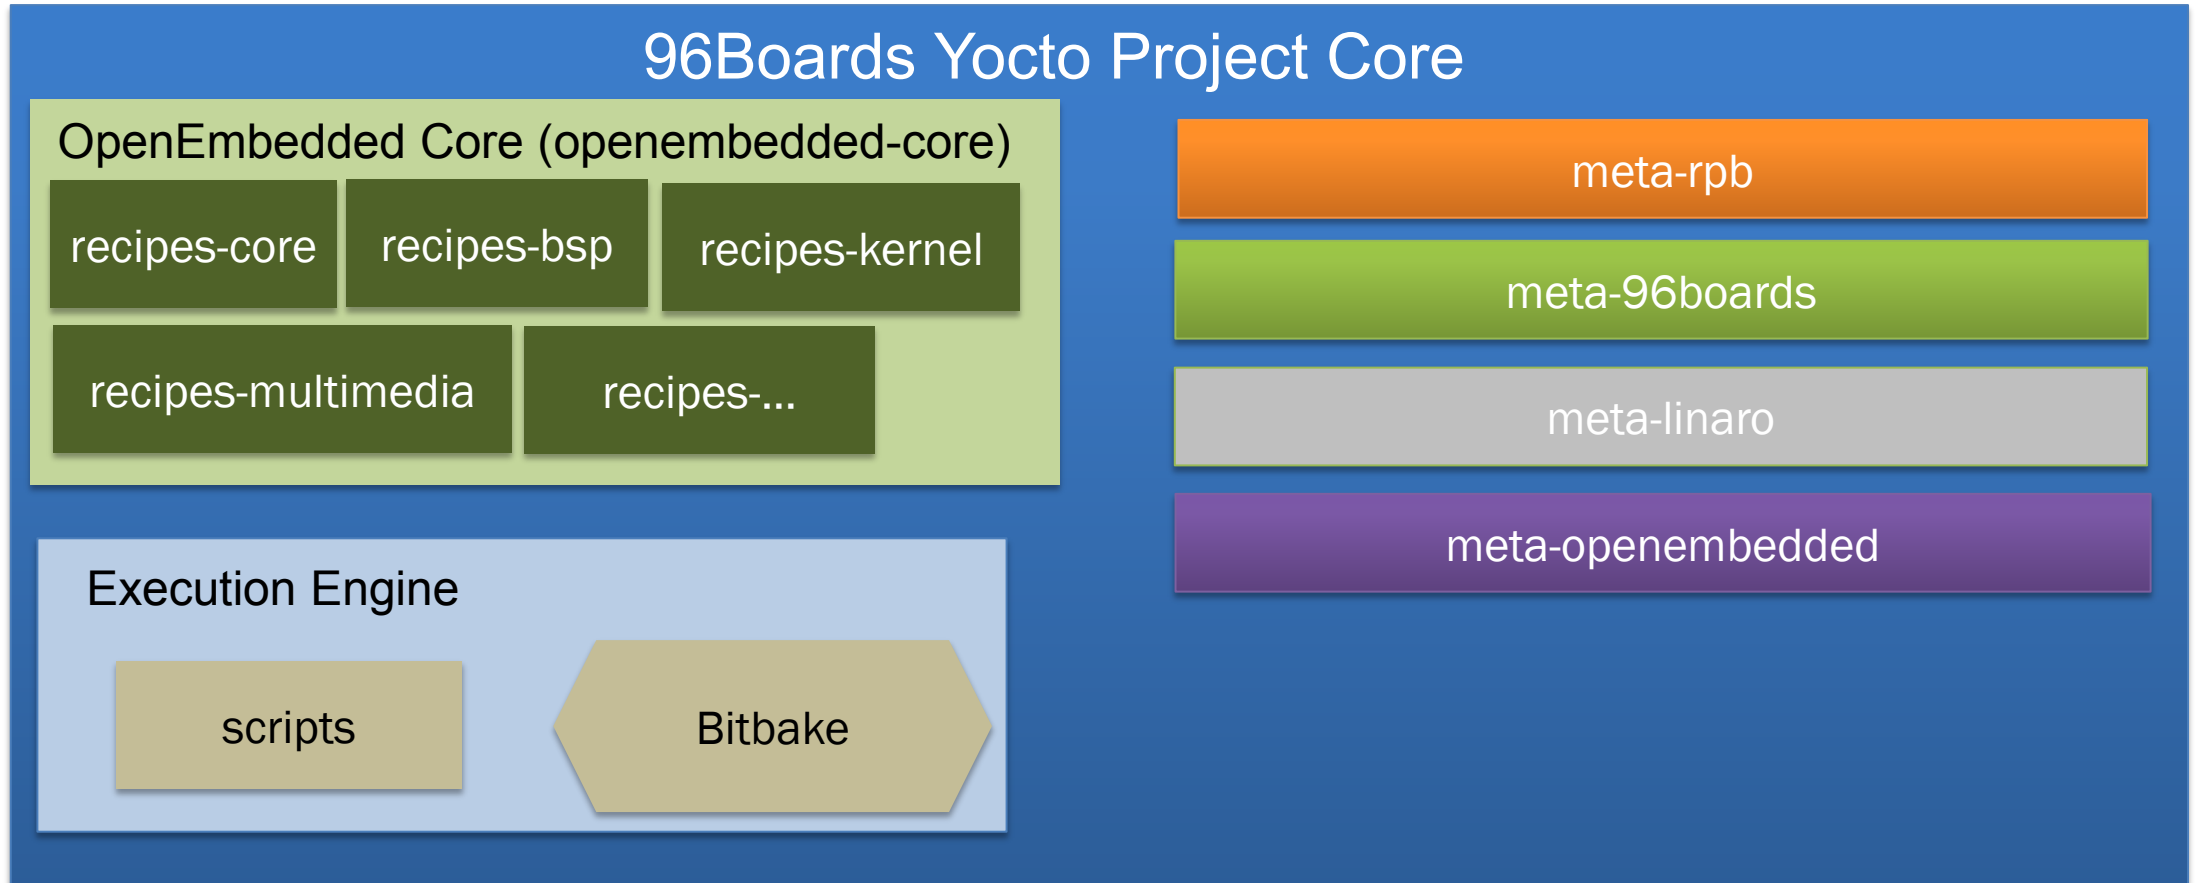 96Boards Yocto Project Core
OpenEmbedded Core (openembedded-core)
recipes-core
recipes-bsp
recipes-kernel
recipes-multimedia
recipes-...
Execution Engine
scripts
Bitbake
meta-rpb
meta-96boards
meta-linaro
meta-openembedded